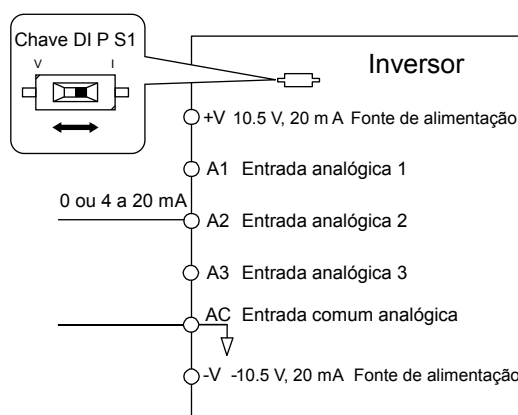 Chave DI P S1
V I
Inversor
+V 10.5 V, 20 m A Fonte de alimentação
A1 Entrada analógica 1
0 ou 4 a 20 mA
A2 Entrada analógica 2
A3 Entrada analógica 3
AC Entrada comum analógica
-V -10.5 V, 20 mA Fonte de alimentação